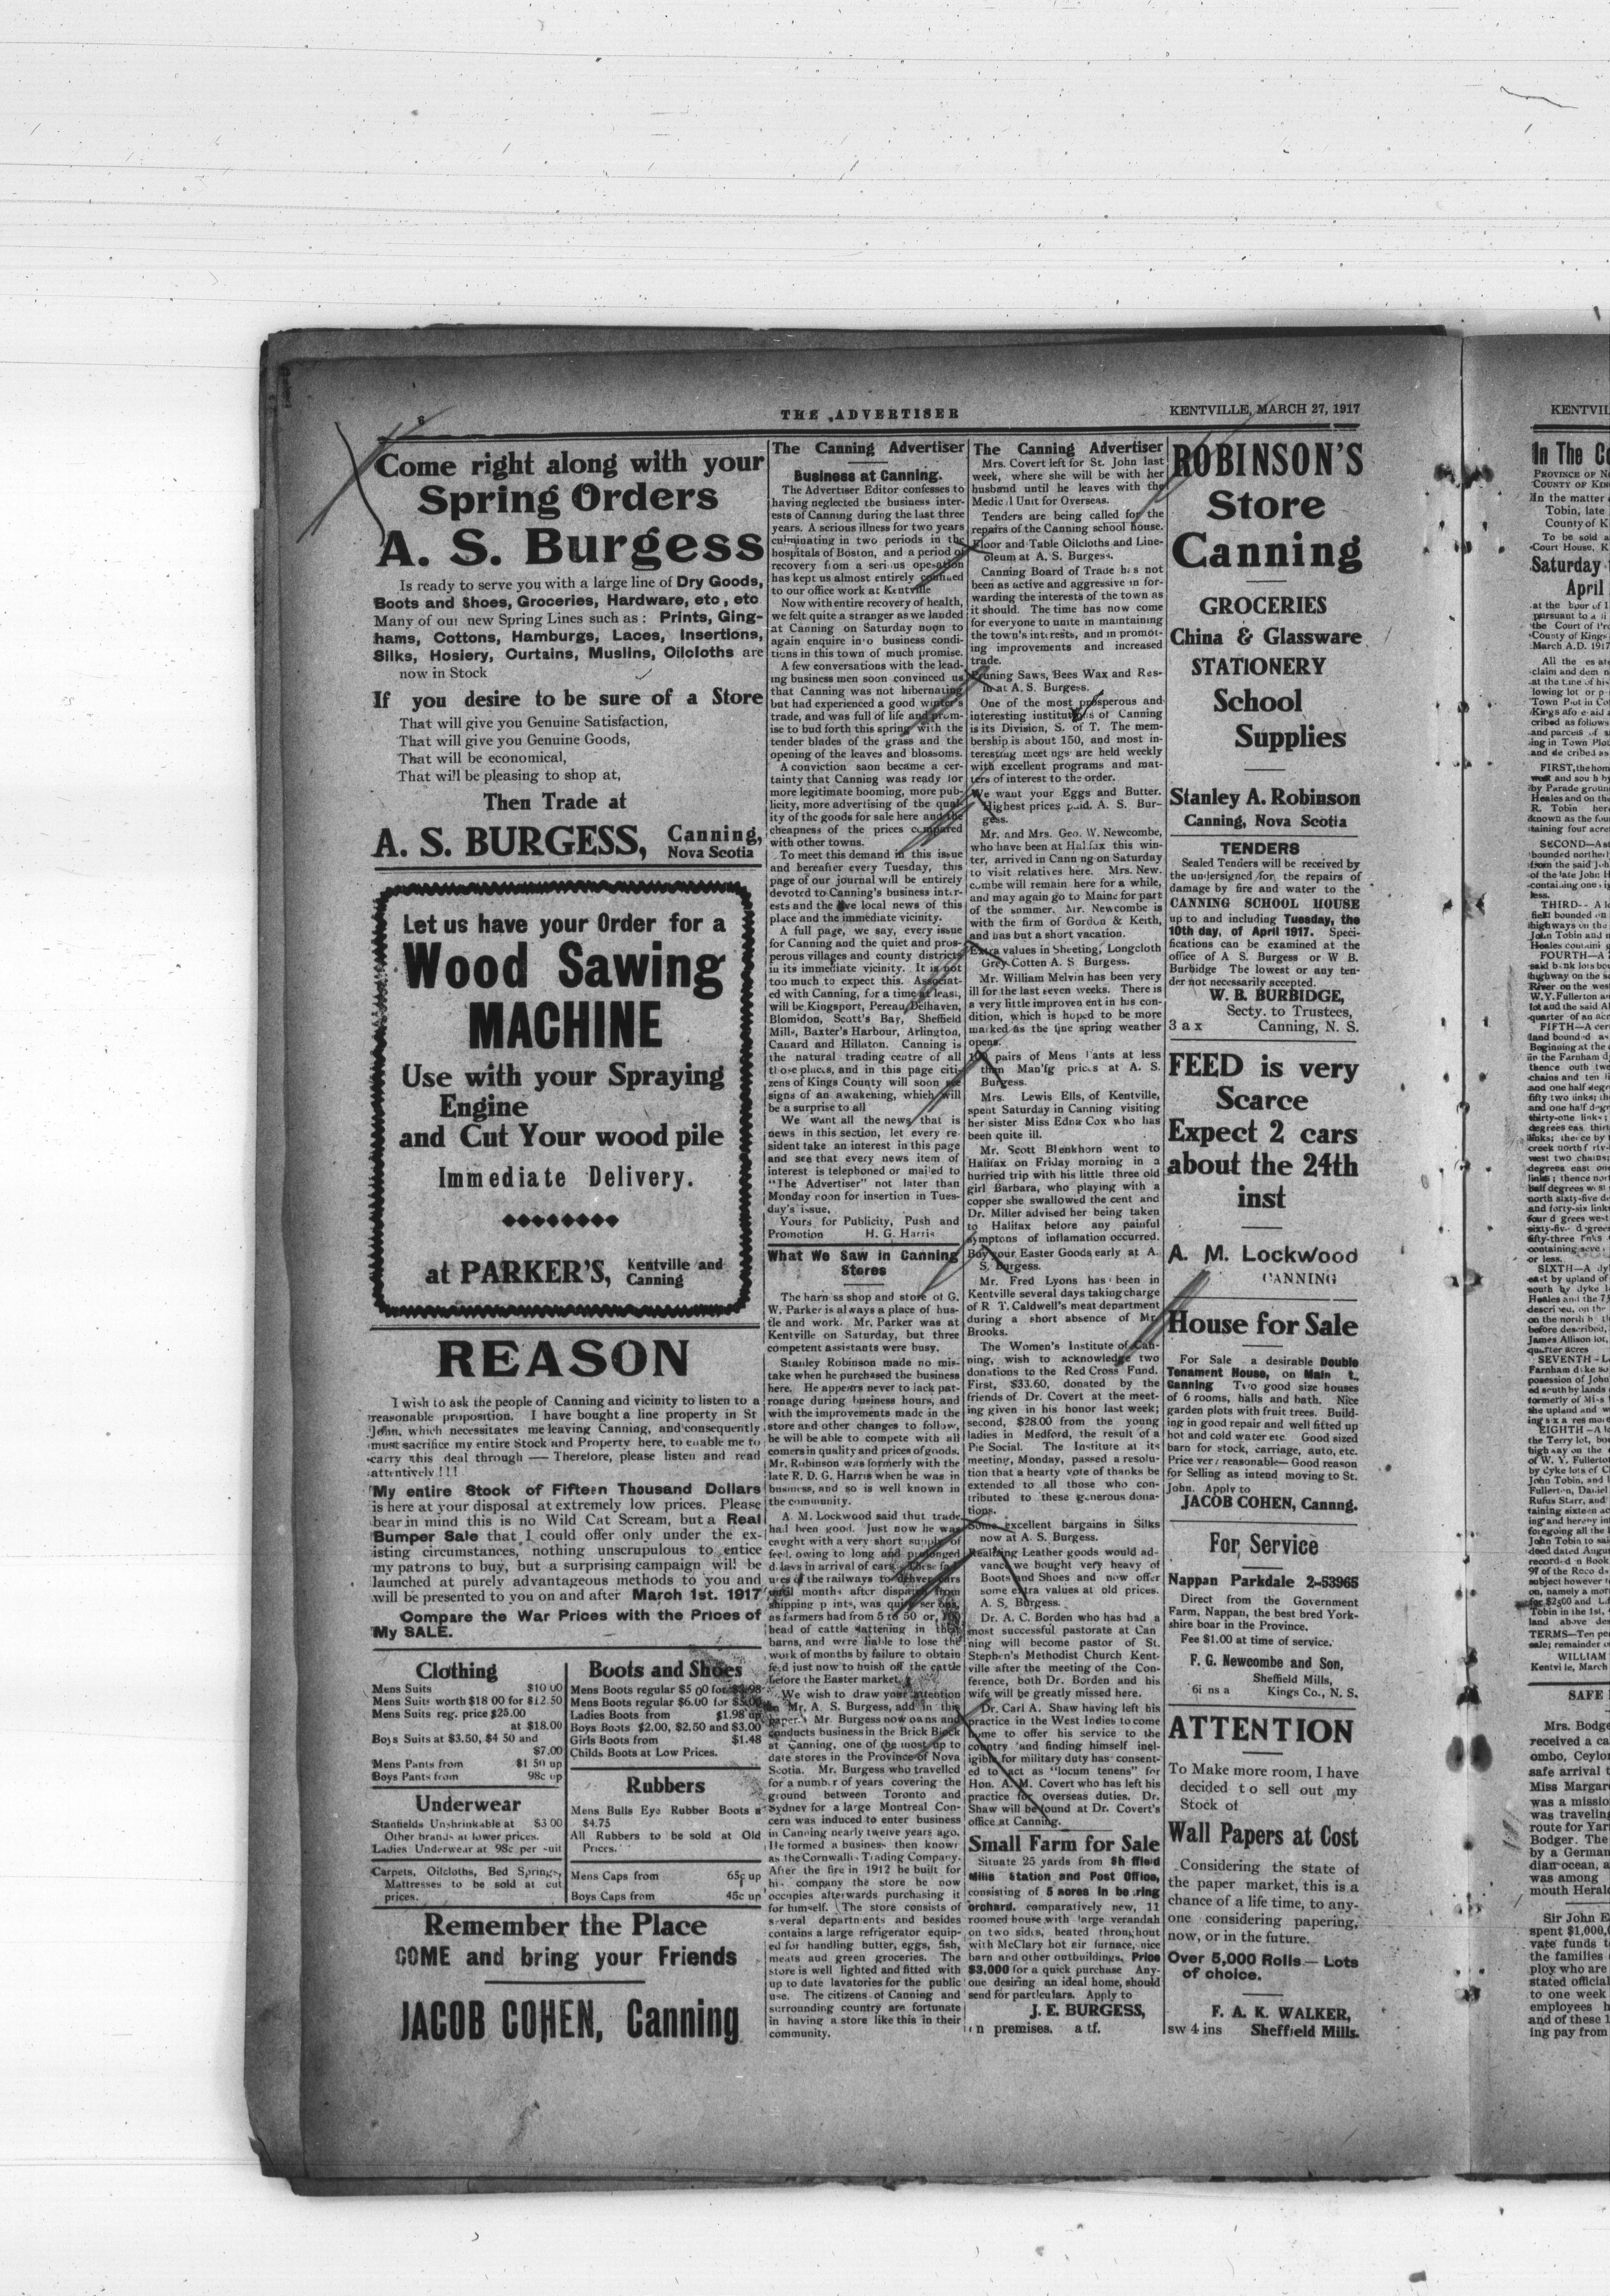 THE ADVERTISER
KENTVILLE, MARCH 27, 1917
Come right along with your
Spring Orders
A. S. Burgess
Is ready to serve you with a large line of Dry Goods,
Boots and Shoes, Groceries, Hardware, etc, etc
Many of our new Spring Lines such as: Prints, Ging-
hams, Cottons, Hamburgs, Laces, Insertions,
Silks, Hosiery, Curtains, Muslins, Oilcloths are
now in Stock
If you desire to be sure of a Store
That will give you Genuine Satisfaction,
That will give you Genuine Goods,
That will be economical,
That will be pleasing to shop at,
Then Trade at
A. S. BURGESS, Canning,
Nova Scotia
Let us have your Order for a
Wood Sawing
MACHINE
Use with your Spraying
Engine
and Cut Your wood pile
Immediate Delivery.
at PARKER'S, Kentville and
Canning
REASON
I wish to ask the people of Canning and vicinity to listen to a
reasonable proposition. I have bought a line property in St
John, which necessitates me leaving Canning, and consequently
must sacrifice my entire Stock and Property here, to enable me to
carry this deal through — Therefore, please listen and read
attentively !!!
My entire Stock of Fifteen Thousand Dollars
is here at your disposal at extremely low prices. Please
bear in mind this is no Wild Cat Scream, but a Real
Bumper Sale that I could offer only under the ex-
isting circumstances, nothing unscrupulous to entice
my patrons to buy, but a surprising campaign will be
launched at purely advantageous methods to you and
will be presented to you on and after March 1st. 1917
Compare the War Prices with the Prices of
My SALE.
Clothing
Mens Suits $10 00
Mens Suits worth $18 00 for $12.50
Mens Suits reg. price $25.00
at $18.00
Boys Suits at $3.50, $4 50 and
$7.00
Mens Pants from $1 50 up
Boys Pants from 98c up
Underwear
Stanfields Unshrinkable at $3 00
Other brands at lower prices.
Ladies Underwear at 98c per suit
Carpets, Oilcloths, Bed Springs,
Mattresses to be sold at cut
prices.
Boots and Shoes
Mens Boots regular $5 00 for
Mens Boots regular $6.00 for
Ladies Boots from $1.98 up
Boys Boots $2.00, $2.50 and $3.00
Girls Boots from $1.48
Childs Boots at Low Prices.
Rubbers
Mens Bulls Eye Rubber Boots a
$4.75
All Rubbers to be sold at Old
Prices.
Mens Caps from 65c up
Boys Caps from 45c up
Remember the Place
COME and bring your Friends
JACOB COHEN, Canning
The Canning Advertiser
Business at Canning.
The Advertiser Editor confesses to
having neglected the business inter-
ests of Canning during the last three
years. A serious illness for two years
culminating in two periods in the
hospitals of Boston, and a period of
recovery from a serious operation
has kept us almost entirely confined
to our office work at Kentville
Now with entire recovery of health,
we felt quite a stranger as we landed
at Canning on Saturday noon to
again enquire into business condi-
tions in this town of much promise.
A few conversations with the lead-
ing business men soon convinced us
that Canning was not hibernating
but had experienced a good winter's
trade, and was full of life and prom-
ise to bud forth this spring with the
tender blades of the grass and the
opening of the leaves and blossoms.
A conviction saon became a cer-
tainty that Canning was ready for
more legitimate booming, more pub-
licity, more advertising of the qual-
ity of the goods for sale here and the
cheapness of the prices compared
with other towns.
To meet this demand in this issue
and hereafter every Tuesday, this
page of our journal will be entirely
devoted to Canning's business inter-
ests and the live local news of this
place and the immediate vicinity.
A full page, we say, every issue
for Canning and the quiet and pros-
perous villages and county districts
in its immediate vicinity. It is not
too much to expect this. Associat-
ed with Canning, for a time at least,
will be Kingsport, Pereau, Delhaven,
Blomidon, Scott's Bay, Sheffield
Mills, Baxter's Harbour, Arlington,
Canard and Hillaton. Canning is
the natural trading centre of all
those places, and in this page citi-
zens of Kings County will soon see
signs of an awakening, which will
be a surprise to all
We want all the news that is
news in this section, let every re-
sident take an interest in this page
and see that every news item of
interest is telephoned or mailed to
"The Advertiser" not later than
Monday noon for insertion in Tues-
day's issue.
Yours for Publicity, Push and
Promotion H. G. Harris
What We Saw in Canning
Stores
The harness shop and store of G.
W. Parker is always a place of hus-
tle and work. Mr. Parker was at
Kentville on Saturday, but three
competent assistants were busy.
Stanley Robinson made no mis-
take when he purchased the business
here. He appears never to lack pat-
ronage during business hours, and
with the improvements made in the
store and other changes to follow,
he will be able to compete with all
comers in quality and prices of goods.
Mr. Robinson was formerly with the
late R. D. G. Harris when he was in
business, and so is well known in
the community.
A. M. Lockwood said that trade
had been good. Just now he was
caught with a very short supply of
feed, owing to long and prolonged
delays in arrival of cars. These fail-
ures of the railways to deliver cars
until months after dispatch from
shipping points, was quite serious,
as farmers had from 5 to 50 or, 100
head of cattle fattening in their
barns, and were liable to lose the
work of months by failure to obtain
feed just now to finish off the cattle
before the Easter market.
We wish to draw your attention
to Mr. A. S. Burgess, add in this
paper. Mr. Burgess now owns and
conducts business in the Brick Block
at Canning, one of the most up to
date stores in the Province of Nova
Scotia. Mr. Burgess who travelled
for a number of years covering the
ground between Toronto and
Sydney for a large Montreal Con-
cern was induced to enter business
in Canning nearly twelve years ago.
He formed a business then known
as the Cornwallis Trading Company.
After the fire in 1912 he built for
his company the store he now
occupies afterwards purchasing it
for himself. The store consists of
several departments and besides
contains a large refrigerator equip-
ed for handling butter, eggs, fish,
meats and green groceries. The
store is well lighted and fitted with
up to date lavatories for the public
use. The citizens of Canning and
surrounding country are fortunate
in having a store like this in their
community.
The Canning Advertiser
Mrs. Covert left for St. John last
week, where she will be with her
husband until he leaves with the
Medical Unit for Overseas.
Tenders are being called for the
repairs of the Canning school house.
Floor and Table Oilcloths and Line-
oleum at A. S. Burgess.
Canning Board of Trade has not
been as active and aggressive in for-
warding the interests of the town as
it should. The time has now come
for everyone to unite in maintaining
the town's interests, and in promot-
ing improvements and increased
trade.
Pruning Saws, Bees Wax and Res-
in at A. S. Burgess.
One of the most prosperous and
interesting institutions of Canning
is its Division, S. of T. The mem-
bership is about 150, and most in-
teresting meetings are held weekly
with excellent programs and mat-
ters of interest to the order.
We want your Eggs and Butter.
Highest prices paid. A. S. Bur-
gess.
Mr. and Mrs. Geo. W. Newcombe,
who have been at Halifax this win-
ter, arrived in Canning on Saturday
to visit relatives here. Mrs. New.
combe will remain here for a while,
and may again go to Maine for part
of the sommer. Mr. Newcombe is
with the firm of Gordon & Keith,
and has but a short vacation.
Extra values in Sheeting, Longcloth
Grey Cotten A. S Burgess.
Mr. William Melvin has been very
ill for the last seven weeks. There is
a very little improvement in his con-
dition, which is hoped to be more
marked as the fine spring weather
opens.
100 pairs of Mens Pants at less
than Man'fg prices at A. S.
Burgess.
Mrs. Lewis Ells, of Kentville,
spent Saturday in Canning visiting
her sister Miss Edna Cox who has
been quite ill.
Mr. Scott Blenkhorn went to
Halifax on Friday morning in a
hurried trip with his little three old
girl Barbara, who playing with a
copper she swallowed the cent and
Dr. Miller advised her being taken
to Halifax before any painful
symptons of inflamation occurred.
Buy your Easter Goods early at A.
S. Burgess.
Mr. Fred Lyons has been in
Kentville several days taking charge
of R T. Caldwell's meat department
during a short absence of Mr.
Brooks.
The Women's Institute of Can-
ning, wish to acknowledge two
donations to the Red Cross Fund.
First, $33.60, donated by the
friends of Dr. Covert at the meet-
ing given in his honor last week;
second, $28.00 from the young
ladies in Medford, the result of a
Pie Social. The Institute at its
meeting, Monday, passed a resolu-
tion that a hearty vote of thanks be
extended to all those who con-
tributed to these generous dona-
tions.
Some excellent bargains in Silks
now at A. S. Burgess.
Realizing Leather goods would ad-
vance we bought very heavy of
Boots and Shoes and now offer
some extra values at old prices.
A. S. Burgess.
Dr. A. C. Borden who has had a
most successful pastorate at Can
ning will become pastor of St.
Stephen's Methodist Church Kent-
ville after the meeting of the Con-
ference, both Dr. Borden and his
wife will be greatly missed here.
Dr. Carl A. Shaw having left his
practice in the West Indies to come
home to offer his service to the
country and finding himself inel-
igible for military duty has consent-
ed to act as "locum tenens" for
Hon. A. M. Covert who has left his
practice for overseas duties. Dr.
Shaw will be found at Dr. Covert's
office at Canning.
Small Farm for Sale
Situate 25 yards from Sheffield
Mills Station and Post Office,
consisting of 5 acres in bearing
orchard. comparatively new, 11
roomed house with large verandah
on two sides, heated throughout
with McClary hot air furnace, nice
barn and other outbuildings. Price
$3,000 for a quick purchase Any-
one desiring an ideal home, should
send for particulars. Apply to
J. E. BURGESS,
on premises. a tf.
ROBINSON'S
Store
Canning
GROCERIES
China & Glassware
STATIONERY
School
Supplies
Stanley A. Robinson
Canning, Nova Scotia
TENDERS
Sealed Tenders will be received by
the undersigned for the repairs of
damage by fire and water to the
CANNING SCHOOL HOUSE
up to and including Tuesday, the
10th day, of April 1917. Speci-
fications can be examined at the
office of A S. Burgess or W B.
Burbidge The lowest or any ten-
der not necessarily accepted.
W. B. BURBIDGE,
Secty. to Trustees,
3 a x Canning, N. S.
FEED is very
Scarce
Expect 2 cars
about the 24th
inst
A. M. Lockwood
CANNING
House for Sale
For Sale a desirable Double
Tenament House, on Main t.,
Canning Two good size houses
of 6 rooms, halls and bath. Nice
garden plots with fruit trees. Build-
ing in good repair and well fitted up
hot and cold water etc. Good sized
barn for stock, carriage, auto, etc.
Price very reasonable— Good reason
for Selling as intend moving to St.
John. Apply to
JACOB COHEN, Cannng.
For Service
Nappan Parkdale 2-53965
Direct from the Government
Farm, Nappan, the best bred York-
shire boar in the Province.
Fee $1.00 at time of service.
F. G. Newcombe and Son,
Sheffield Mills,
6i ns a Kings Co., N. S.
ATTENTION
To Make more room, I have
decided to sell out my
Stock of
Wall Papers at Cost
Considering the state of
the paper market, this is a
chance of a life time, to any-
one considering papering,
now, or in the future.
Over 5,000 Rolls — Lots
of choice.
F. A. K. WALKER,
sw 4 ins Sheffield Mills.
KENTVIL
In The Co
PROVINCE OF N
COUNTY OF KIN
In the matter
Tobin, late
County of K
To be sold a
Court House, K
Saturday
April